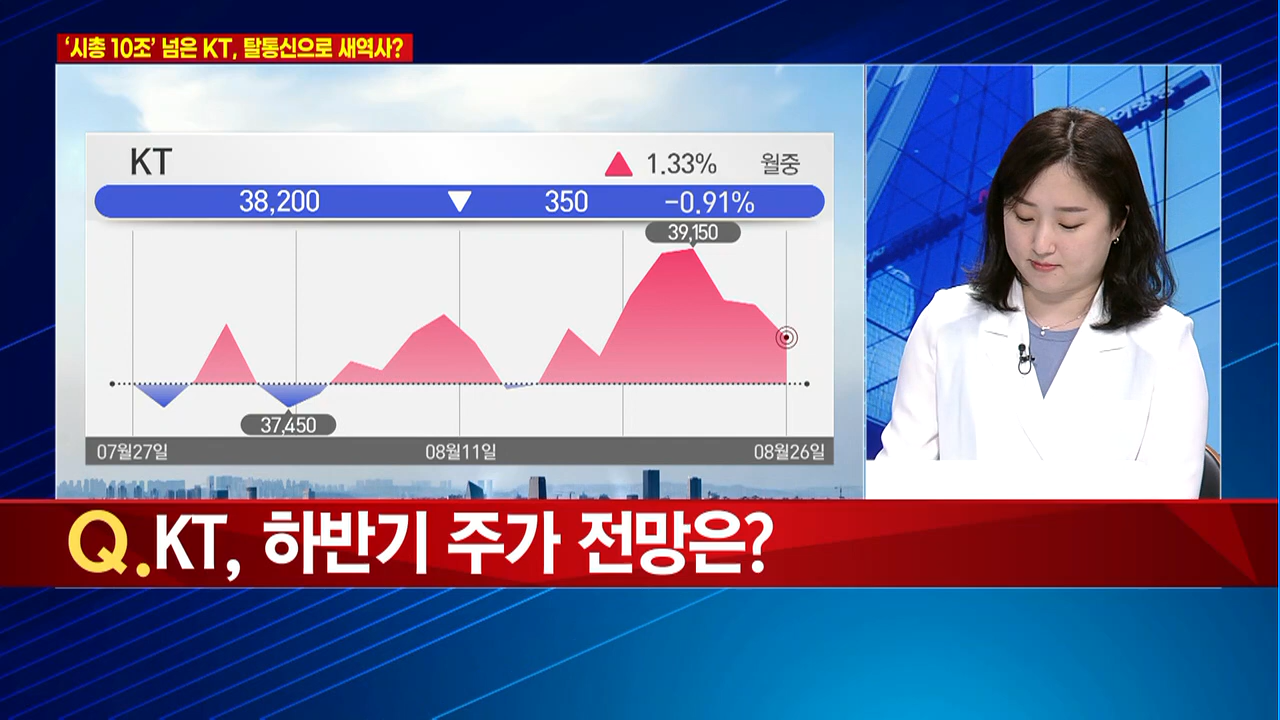 ‘시총 10조’ 넘은 KT, 탈통신으로 새역사?
KT
▲ 1.33% 월중
38,200 ▼ 350 -0.91%
39,150
37,450
07월27일 08월11일 08월26일
Q.KT, 하반기 주가 전망은?